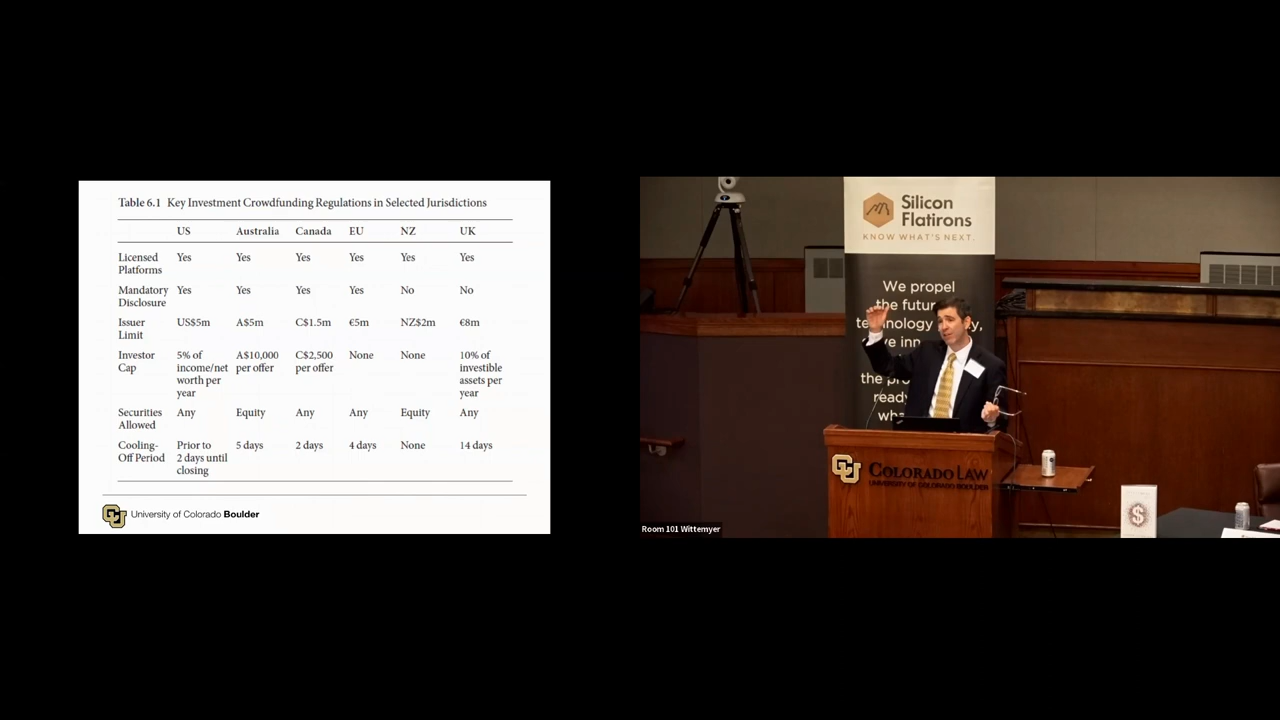 Table 6.1 Key Investment Crowdfunding Regulations in Selected Jurisdictions
US Australia Canada EU NZ UK
Licensed Platforms Yes Yes Yes Yes Yes Yes
Mandatory Disclosure Yes Yes Yes Yes No No
Issuer Limit US$5m A$5m C$1.5m €5m NZ$2m €8m
Investor Cap 5% of income/net worth per year A$10,000 per offer C$2,500 per offer None None 10% of investible assets per year
Securities Allowed Any Equity Any Any Equity Any
Cooling-Off Period Prior to 2 days until closing 5 days 2 days 4 days None 14 days
CU University of Colorado Boulder
Silicon
Flatirons
KNOW WHAT'S NEXT.
We propel
the futur
ve inn
the pr
ready
wha
CU COLORADO LAW
UNIVERSITY OF COLORADO BOULDER
$
Room 101 Wittemyer